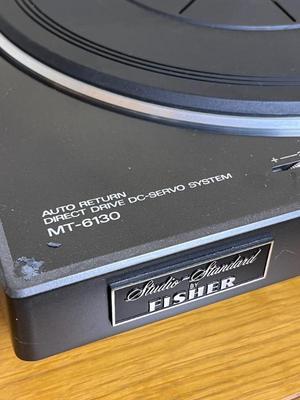 AUTO RETURN
DIRECT DRIVE DC-SERVO SYSTEM
MT-6130
Studio-Standard
BY
FISHER